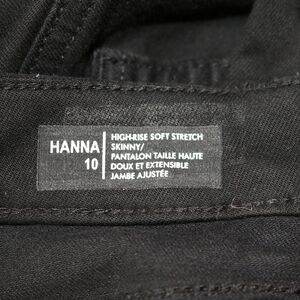 HANNA
10
HIGH-RISE SOFT STRETCH
SKINNY/
PANTALON TAILLE HAUTE
DOUX ET EXTENSIBLE
JAMBE AJUSTÉE